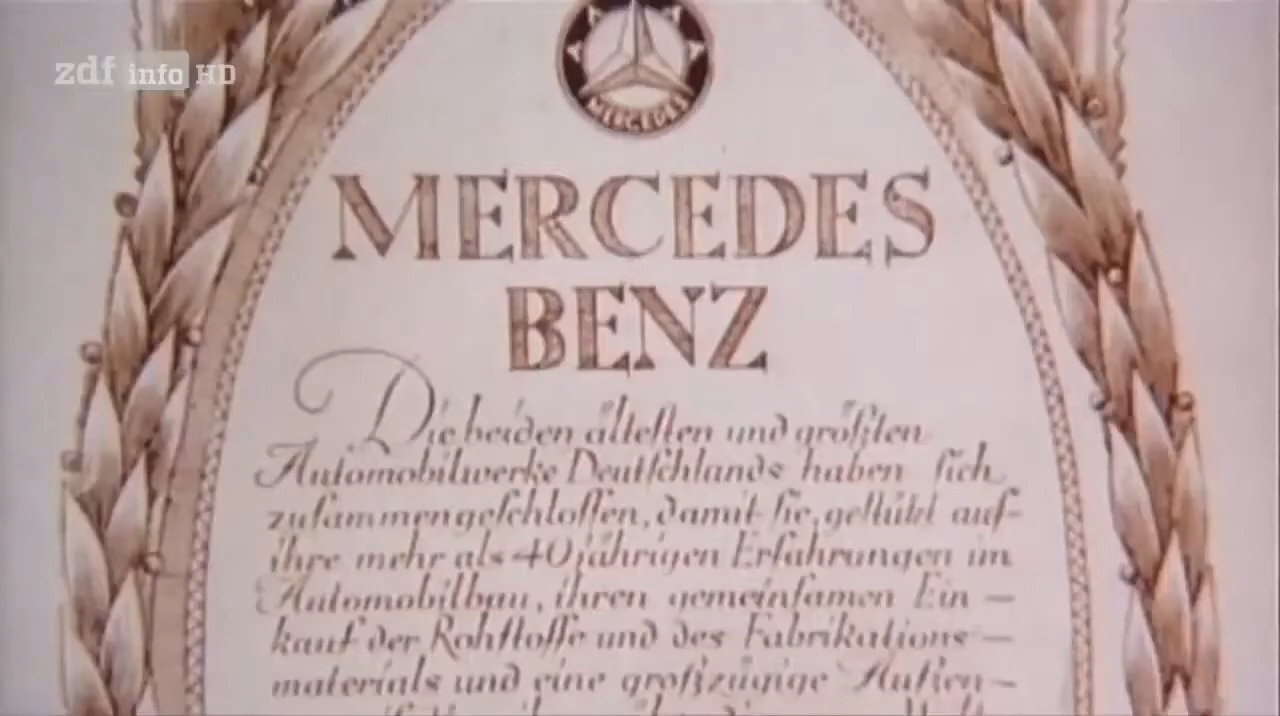 zdf info HD
MERCEDES
MERCEDES
BENZ
Die beiden ältesten und größten
Automobilwerke Deutschlands haben sich
zusammengeschlossen, damit sie, gestützt auf
ihre mehr als 40jährigen Erfahrungen im
Automobilbau, ihren gemeinsamen Ein-
kauf der Rohstoffe und des Fabrikations-
materials und eine großzügige Außen-